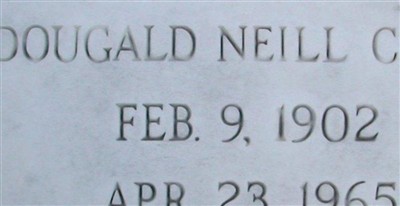 DOUGALD NEILL C
FEB. 9, 1902
APR. 23, 1965